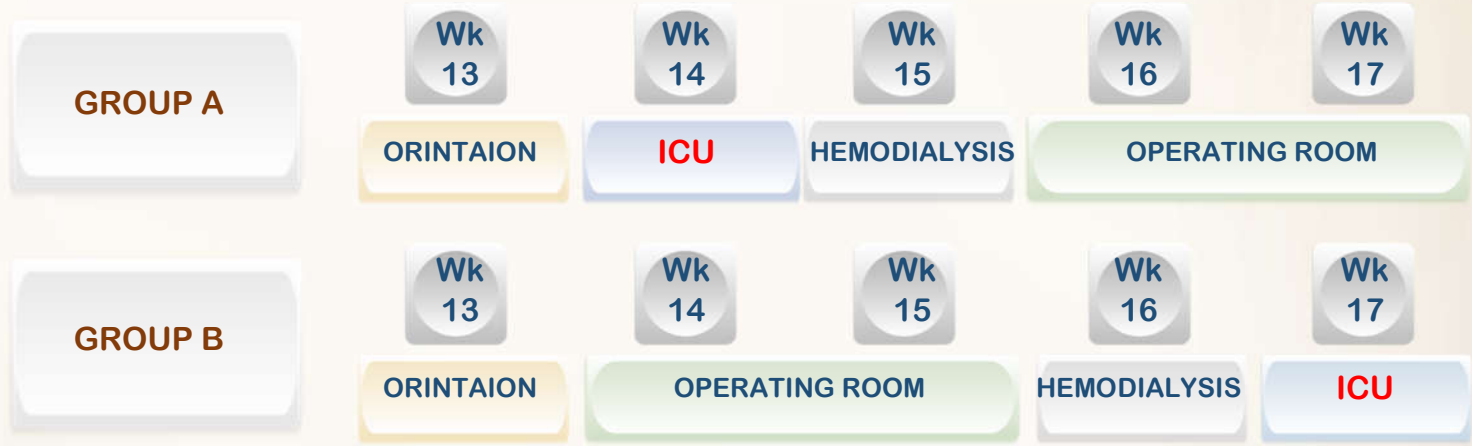 GROUP A
Wk
13
Wk
14
Wk
15
Wk
16
Wk
17
ORINTAION
ICU
HEMODIALYSIS
OPERATING ROOM
GROUP B
Wk
13
Wk
14
Wk
15
Wk
16
Wk
17
ORINTAION
OPERATING ROOM
HEMODIALYSIS
ICU